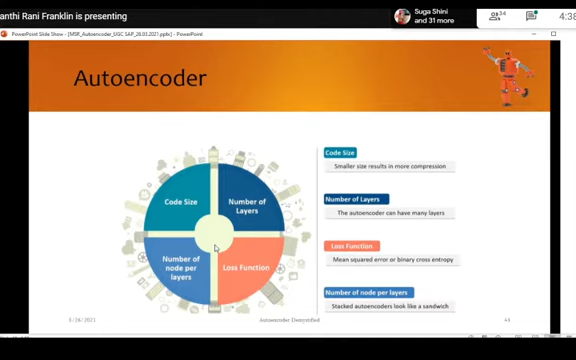 anthi Rani Franklin is presenting
Suga Shini
and 31 more
34
4:38
PowerPoint Slide Show - [MSR_Autoencoder_UGC SAP_26.03.2021.pptx] - PowerPoint
Autoencoder
Code Size
Number of
Layers
Number of
node per
layers
Loss Function
Code Size
Smaller size results in more compression
Number of Layers
The autoencoder can have many layers
Loss Function
Mean squared error or binary cross entropy
Number of node per layers
Stacked autoencoders look like a sandwich
3/26/2021
Autoencoder Demystified